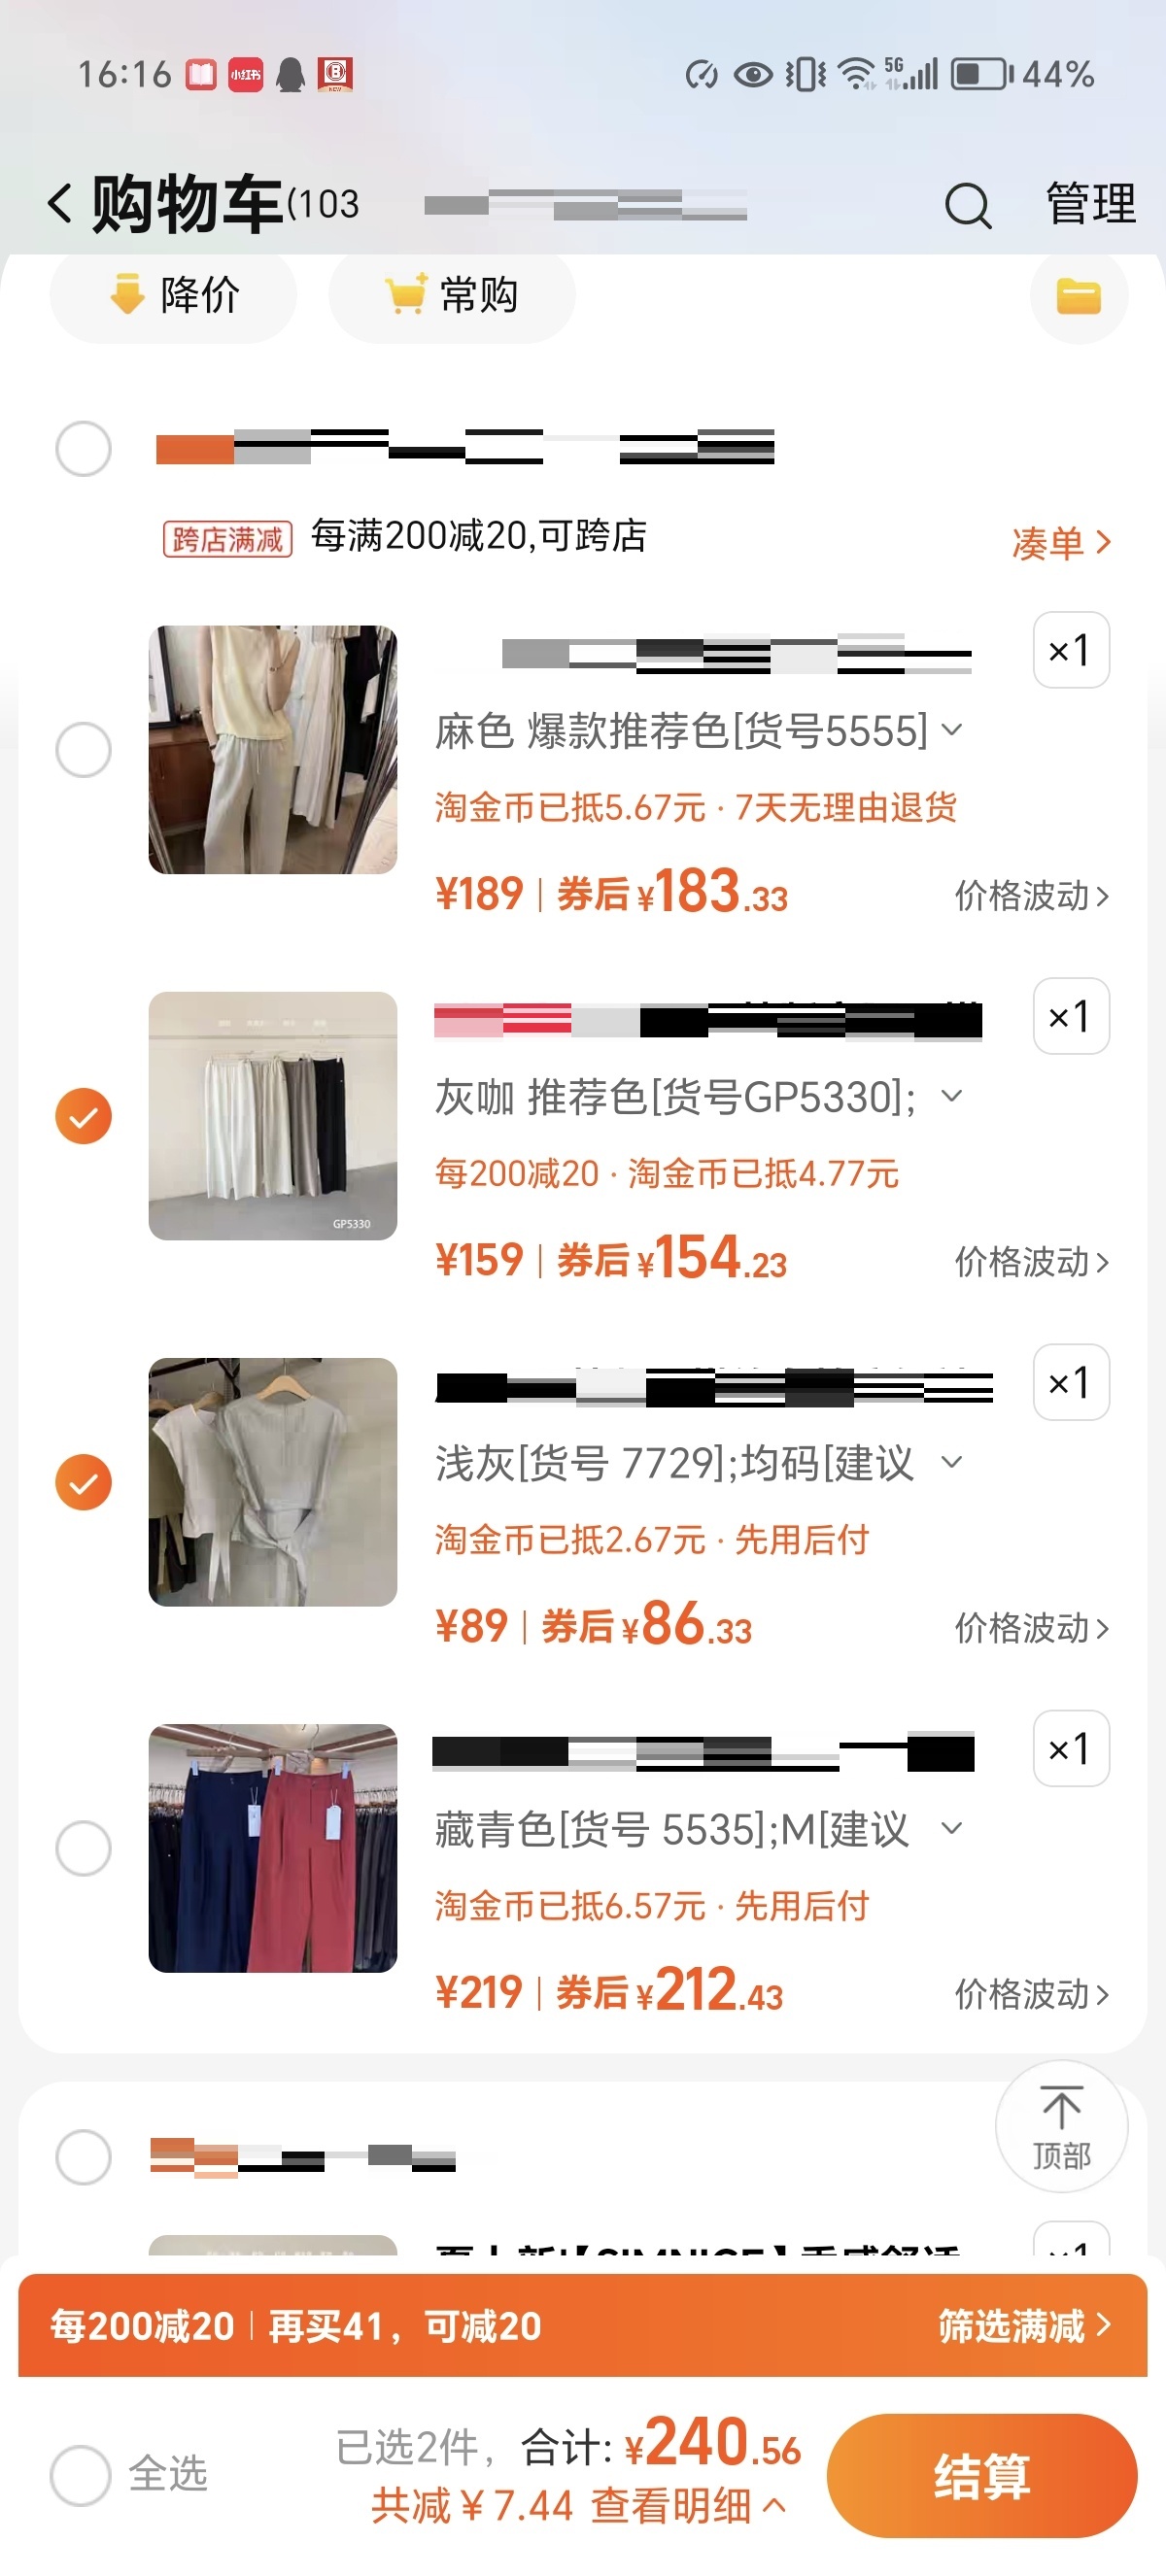 16:16 小红书 5G 44%
购物车(103
管理
降价 常购
跨店满减 每满200减20,可跨店 凑单
×1
麻色 爆款推荐色[货号5555]
淘金币已抵5.67元 · 7天无理由退货
¥189 券后 ¥183.33 价格波动
×1
灰咖 推荐色[货号GP5330];
每200减20 · 淘金币已抵4.77元
GP5330
¥159 券后 ¥154.23 价格波动
×1
浅灰[货号 7729];均码[建议
淘金币已抵2.67元 · 先用后付
¥89 券后 ¥86.33 价格波动
×1
藏青色[货号 5535];M[建议
淘金币已抵6.57元 · 先用后付
¥219 券后 ¥212.43 价格波动
顶部
每200减20 再买41，可减20 筛选满减
全选 已选2件，合计: ¥240.56 结算
共减¥7.44 查看明细